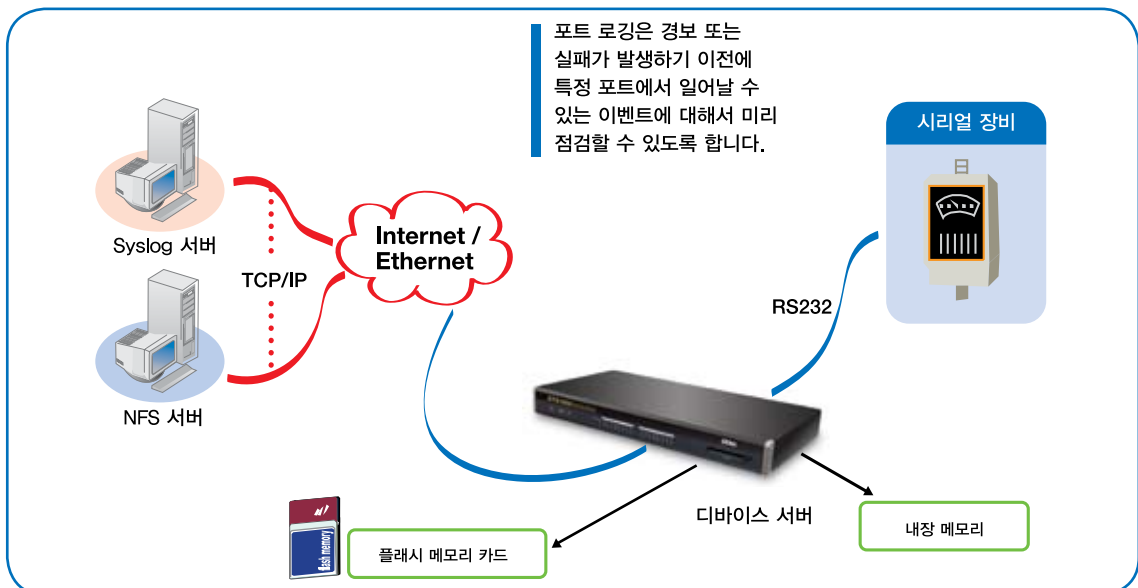 포트 로깅은 경보 또는
실패가 발생하기 이전에
특정 포트에서 일어날 수
있는 이벤트에 대해서 미리
점검할 수 있도록 합니다.
시리얼 장비
Syslog 서버
Internet /
Ethernet
TCP/IP
RS232
NFS 서버
디바이스 서버
내장 메모리
flash memory
플래시 메모리 카드